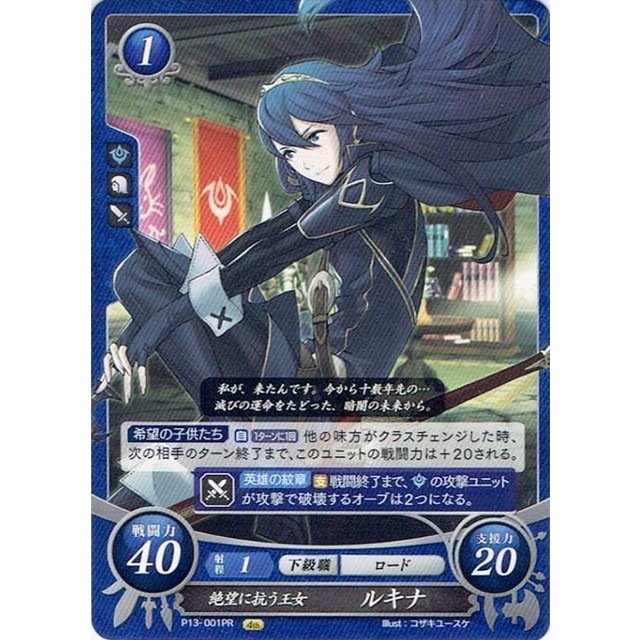 1
私が、来たんです。今から十数年先の…
滅びの運命をたどった、暗闇の未来から。
希望の子供たち 自 1ターンに1回 他の味方がクラスチェンジした時、
次の相手のターン終了まで、このユニットの戦闘力は+20される。
英雄の紋章 支 戦闘終了まで、の攻撃ユニット
が攻撃で破壊するオーブは2つになる。
戦闘力 40
射程 1
下級職
ロード
支援力 20
絶望に抗う王女 ルキナ
P13-001PR 4th Illust:コザキユースケ